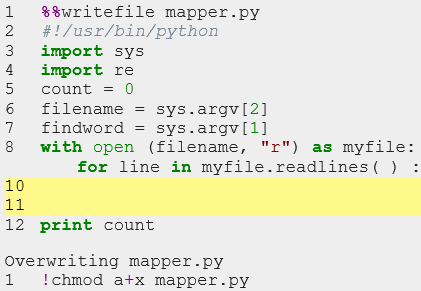 1 %%writefile mapper.py
2 #!/usr/bin/python
3 import sys
4 import re
5 count = 0
6 filename = sys.argv[2]
7 findword = sys.argv[1]
8 with open (filename, "r") as myfile:
for line in myfile.readlines( ) :
10
11
12 print count
Overwriting mapper.py
1 !chmod a+x mapper.py